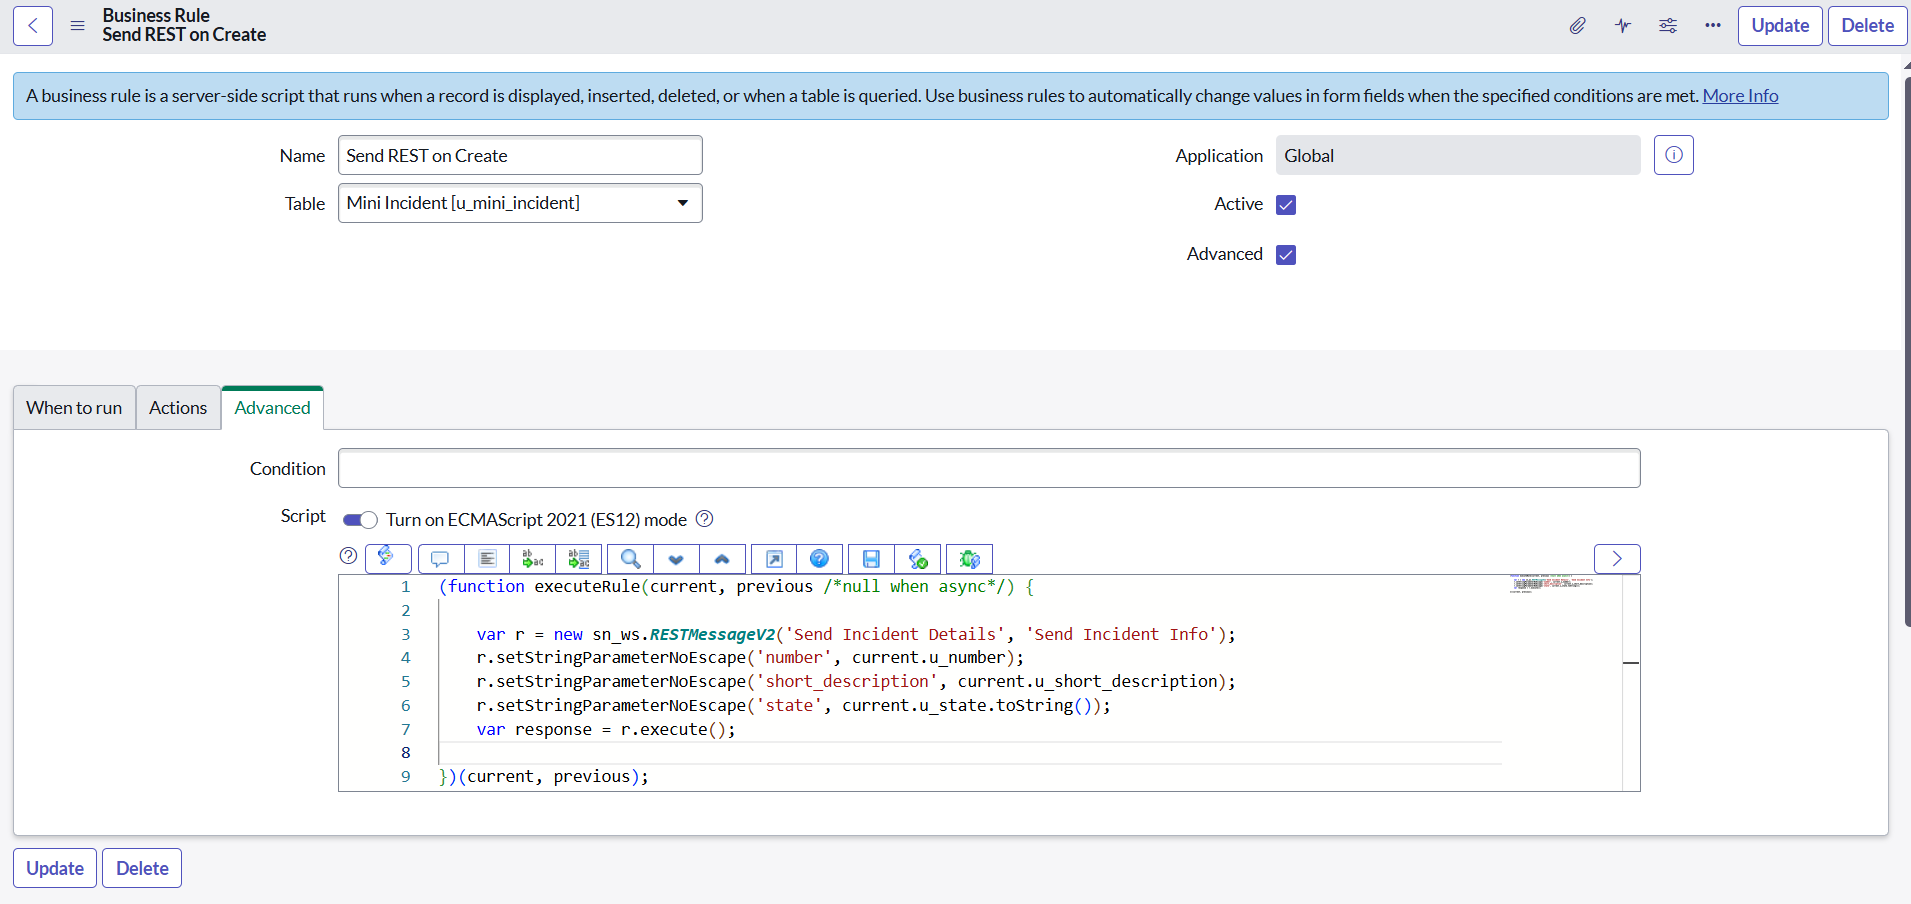 Business Rule
Send REST on Create
Update
Delete
A business rule is a server-side script that runs when a record is displayed, inserted, deleted, or when a table is queried. Use business rules to automatically change values in form fields when the specified conditions are met. More Info
Name
Send REST on Create
Application
Global
Table
Mini Incident [u_mini_incident]
Active
Advanced
When to run
Actions
Advanced
Condition
Script
Turn on ECMAScript 2021 (ES12) mode
1 (function executeRule(current, previous /*null when async*/) {
2
3 var r = new sn_ws.RESTMessageV2('Send Incident Details', 'Send Incident Info');
4 r.setStringParameterNoEscape('number', current.u_number);
5 r.setStringParameterNoEscape('short_description', current.u_short_description);
6 r.setStringParameterNoEscape('state', current.u_state.toString());
7 var response = r.execute();
8
9 })(current, previous);
Update
Delete